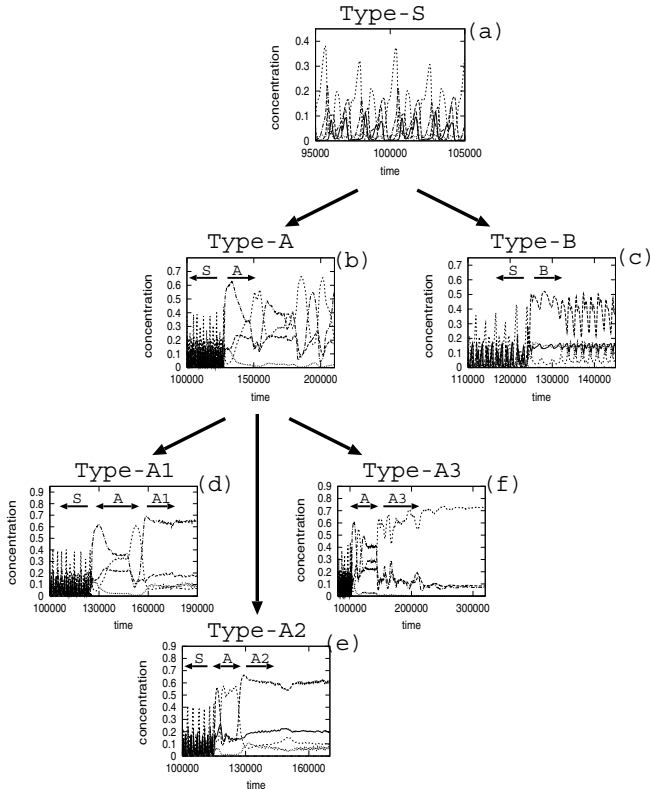 Type-S
(a)
concentration
0.4
0.3
0.2
0.1
0
95000
100000
105000
time
Type-A
(b)
S
A
concentration
0.7
0.6
0.5
0.4
0.3
0.2
0.1
0
100000
150000
200000
time
Type-B
(c)
S
B
concentration
0.8
0.7
0.6
0.5
0.4
0.3
0.2
0.1
0
110000
120000
130000
140000
time
Type-A1
(d)
S
A
A1
concentration
0.9
0.8
0.7
0.6
0.5
0.4
0.3
0.2
0.1
0
100000
130000
160000
190000
time
Type-A3
(f)
A
A3
concentration
0.9
0.8
0.7
0.6
0.5
0.4
0.3
0.2
0.1
0
100000
200000
300000
time
Type-A2
(e)
S
A
A2
concentration
0.9
0.8
0.7
0.6
0.5
0.4
0.3
0.2
0.1
0
100000
130000
160000
time